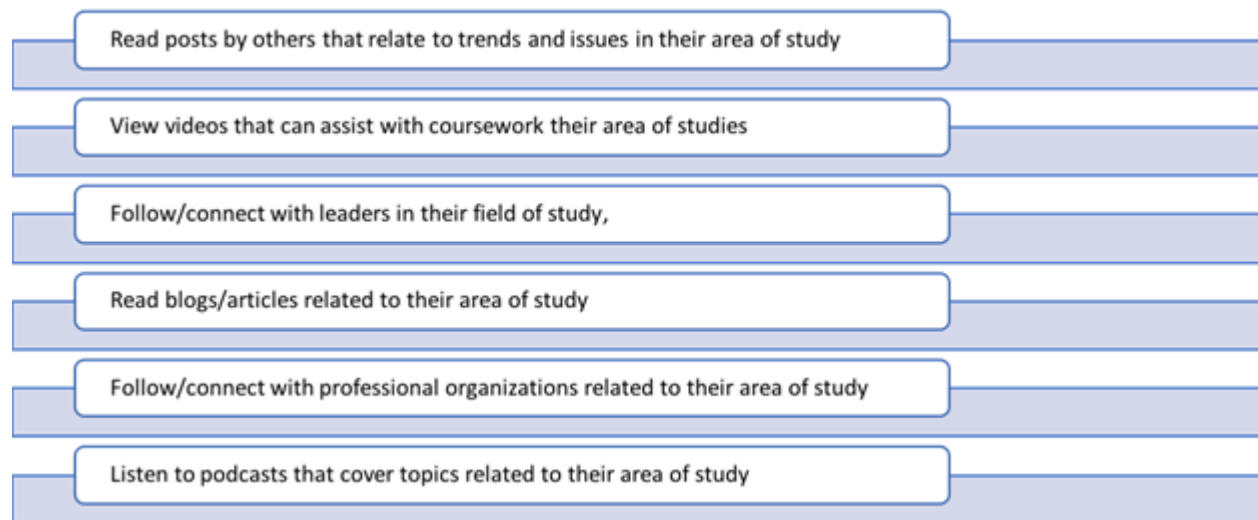 Read posts by others that relate to trends and issues in their area of study
View videos that can assist with coursework their area of studies
Follow/connect with leaders in their field of study,
Read blogs/articles related to their area of study
Follow/connect with professional organizations related to their area of study
Listen to podcasts that cover topics related to their area of study